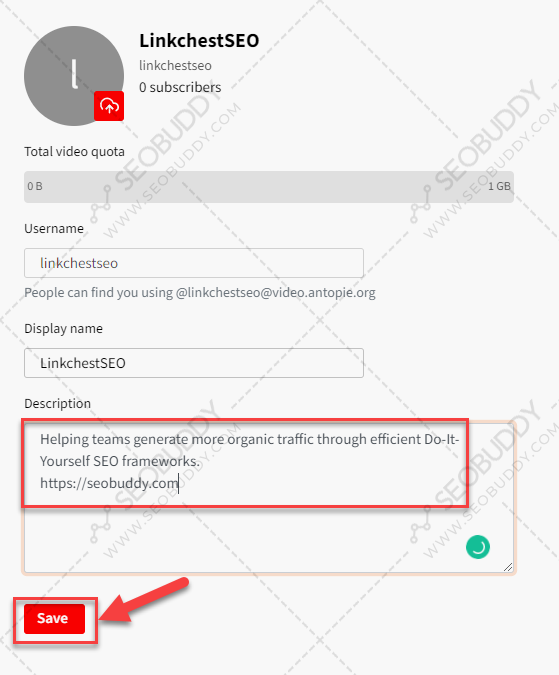 LinkchestSEO
l
linkchestseo
0 subscribers
Total video quota
0 B 1 GB
Username
linkchestseo
People can find you using @linkchestseo@video.antopie.org
Display name
LinkchestSEO
Description
Helping teams generate more organic traffic through efficient Do-It-
Yourself SEO frameworks.
https://seobuddy.com
Save
SEOBUDDY
WWW.SEOBUDDY.COM
SEOBUDDY
WWW.SEOBUDDY.COM
SEOBUDDY
WWW.SEOBUDDY.COM
SEOBUDDY
WWW.SEOBUDDY.COM